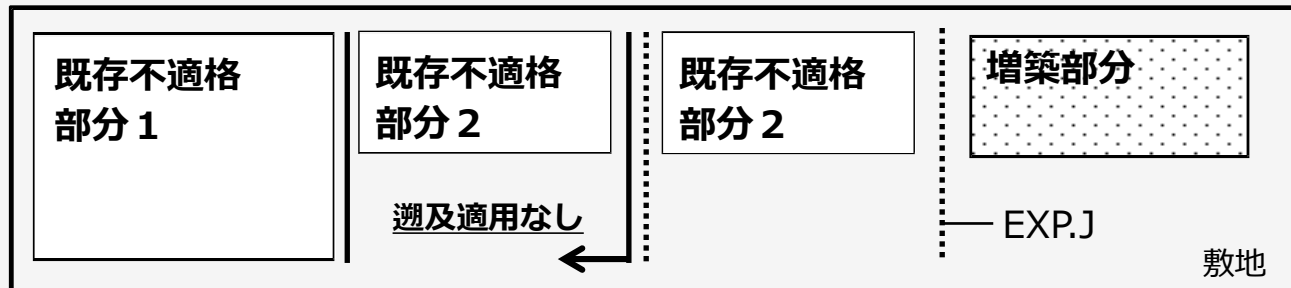 既存不適格
部分１
既存不適格
部分２
既存不適格
部分２
増築部分
遡及適用なし
EXP.J
敷地